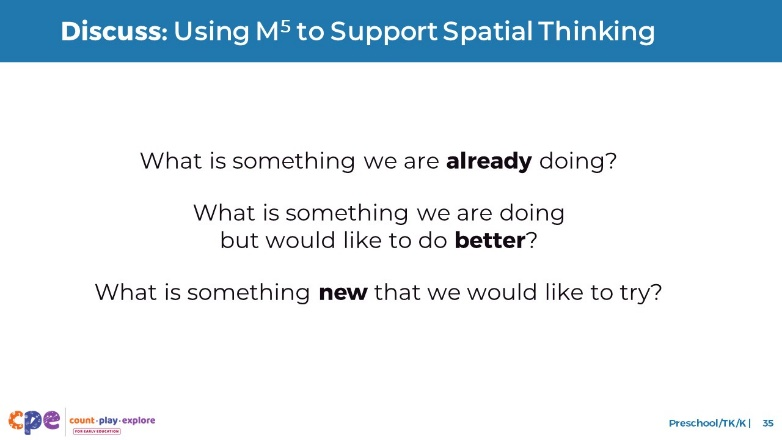 Discuss: Using M⁵ to Support Spatial Thinking
What is something we are already doing?
What is something we are doing
but would like to do better?
What is something new that we would like to try?
cpe
count·play·explore
FOR EARLY EDUCATION
Preschool/TK/K | 35